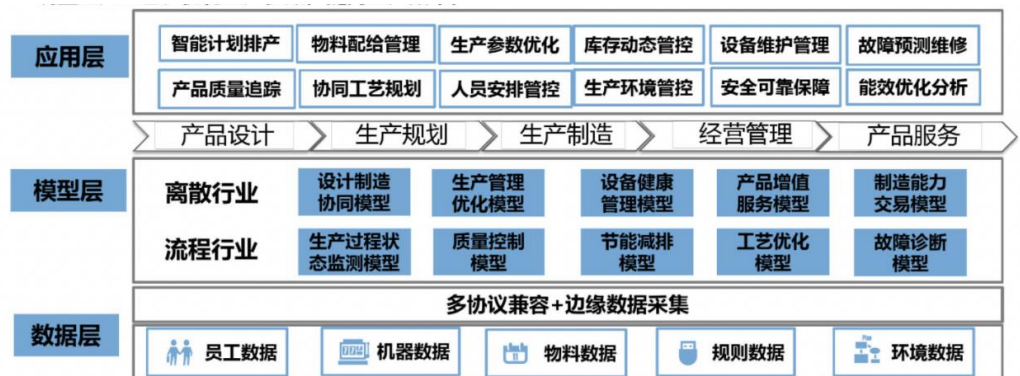 应用层
智能计划排产 物料配给管理 生产参数优化 库存动态管控 设备维护管理 故障预测维修
产品质量追踪 协同工艺规划 人员安排管控 生产环境管控 安全可靠保障 能效优化分析
产品设计 生产规划 生产制造 经营管理 产品服务
模型层
离散行业
设计制造
协同模型
生产管理
优化模型
设备健康
管理模型
产品增值
服务模型
制造能力
交易模型
流程行业
生产过程状
态监测模型
质量控制
模型
节能减排
模型
工艺优化
模型
故障诊断
模型
数据层
多协议兼容+边缘数据采集
员工数据 机器数据 物料数据 规则数据 环境数据